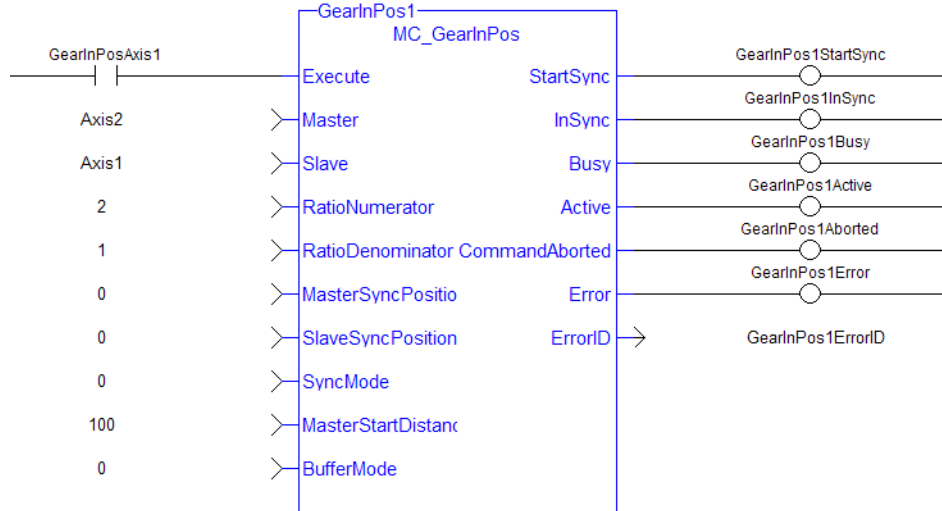 GearInPos1
MC_GearInPos
GearInPosAxis1
Execute
StartSync
GearInPos1StartSync
Axis2
Master
InSync
GearInPos1InSync
Axis1
Slave
Busy
GearInPos1Busy
2
RatioNumerator
Active
GearInPos1Active
1
RatioDenominator CommandAborted
GearInPos1Aborted
0
MasterSyncPositio
Error
GearInPos1Error
0
SlaveSyncPosition
ErrorID
GearInPos1ErrorID
0
SyncMode
100
MasterStartDistanc
0
BufferMode